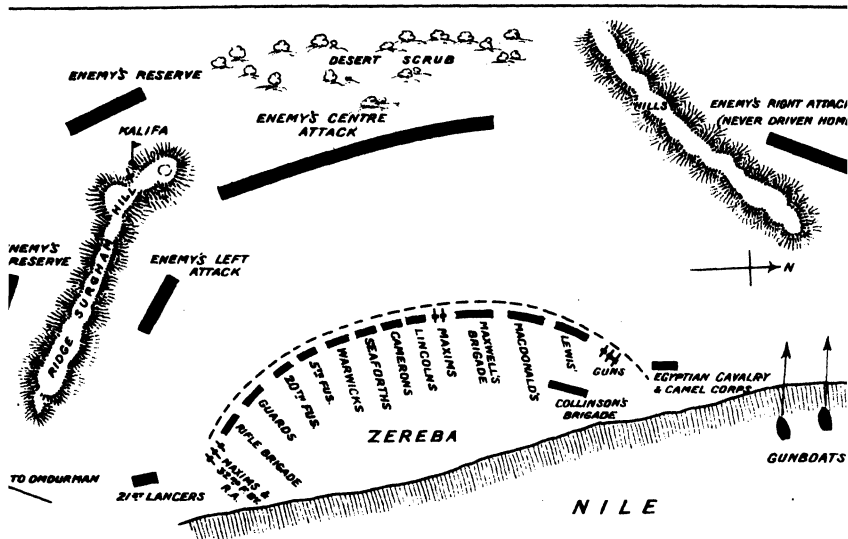 DESERT SCRUB
ENEMY'S RESERVE
KALIFA
ENEMY'S CENTRE
ATTACK
HILLS
ENEMY'S RIGHT ATTACK
(NEVER DRIVEN HOME
RIDGE SURGHAM HILL
ENEMY'S
RESERVE
ENEMY'S LEFT
ATTACK
N
MAXIMS &
R.A.
RIFLE BRIGADE
GUARDS
20TH FUS.
5TH FUS.
WARWICKS
SEAFORTHS
CAMERONS
LINCOLNS
MAXIMS
MAXWELL'S
BRIGADE
MACDONALD'S
LEWIS'
GUNS
COLLINSON'S
BRIGADE
EGYPTIAN CAVALRY
& CAMEL CORPS
ZEREBA
GUNBOATS
TO OMDURMAN
21ST LANCERS
NILE